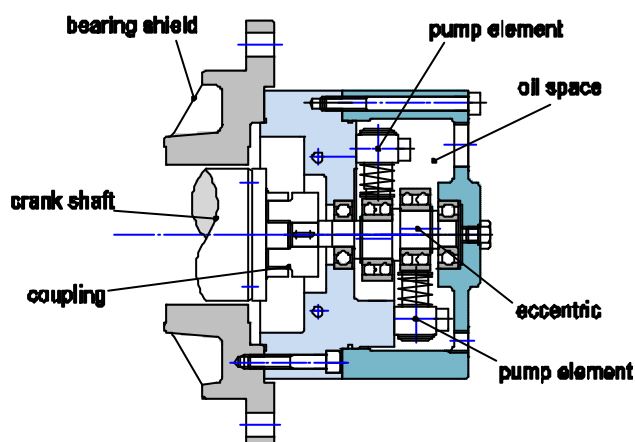 bearing shield
pump element
oil space
crank shaft
coupling
eccentric
pump element